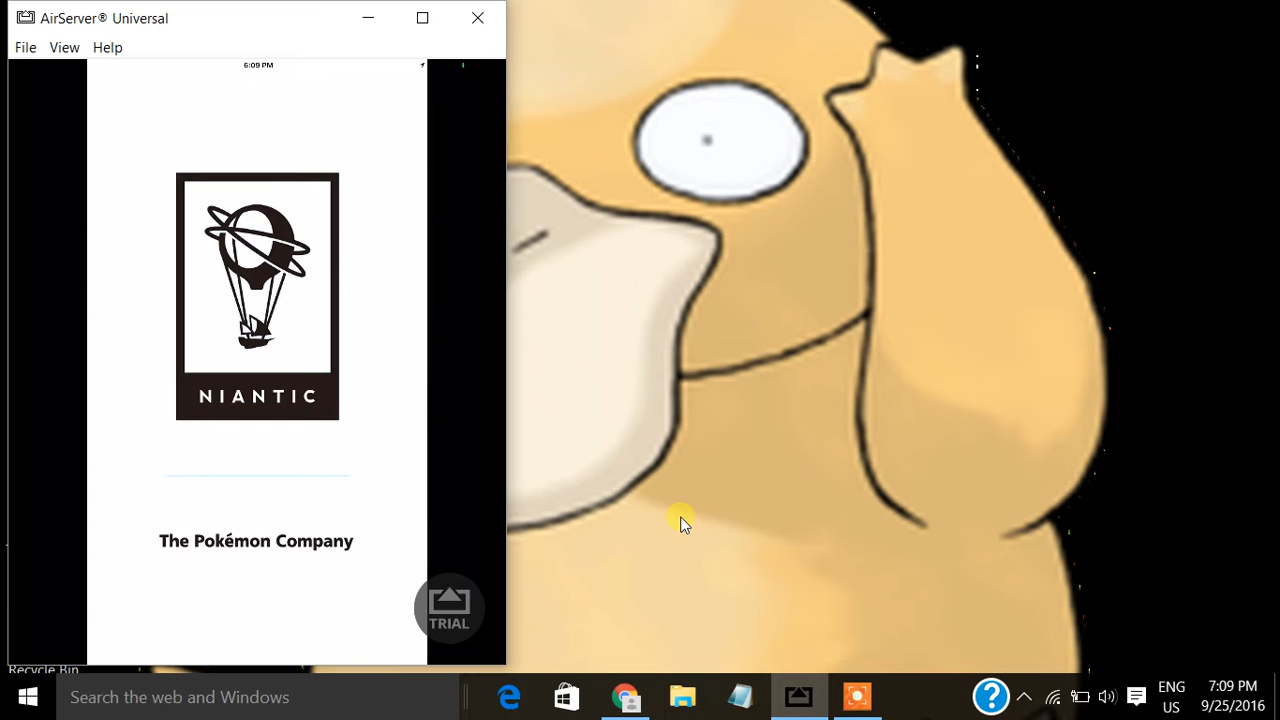 AirServer® Universal
File View Help
6:09 PM
NIANTIC
The Pokémon Company
TRIAL
Recycle Bin
Search the web and Windows
ENG
US
7:09 PM
9/25/2016